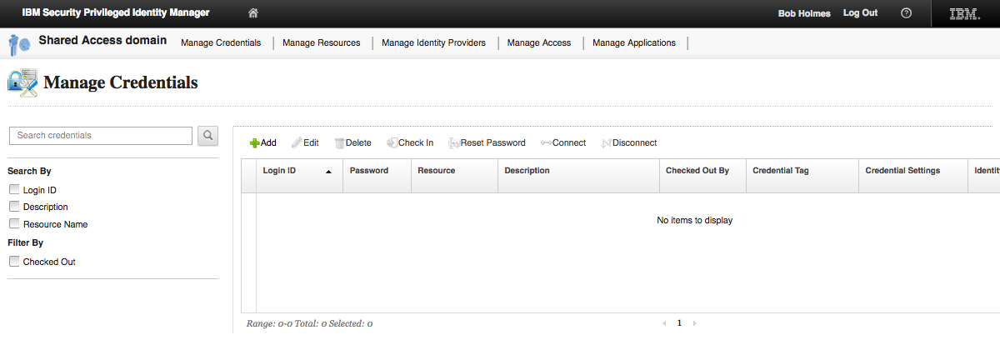 IBM Security Privileged Identity Manager Bob Holmes Log Out ? IBM.
Shared Access domain Manage Credentials Manage Resources Manage Identity Providers Manage Access Manage Applications
Manage Credentials
Search credentials
Add Edit Delete Check In Reset Password Connect Disconnect
Search By
Login ID
Description
Resource Name
Filter By
Checked Out
Login ID Password Resource Description Checked Out By Credential Tag Credential Settings Identity
No items to display
Range: 0-0 Total: 0 Selected: 0 1